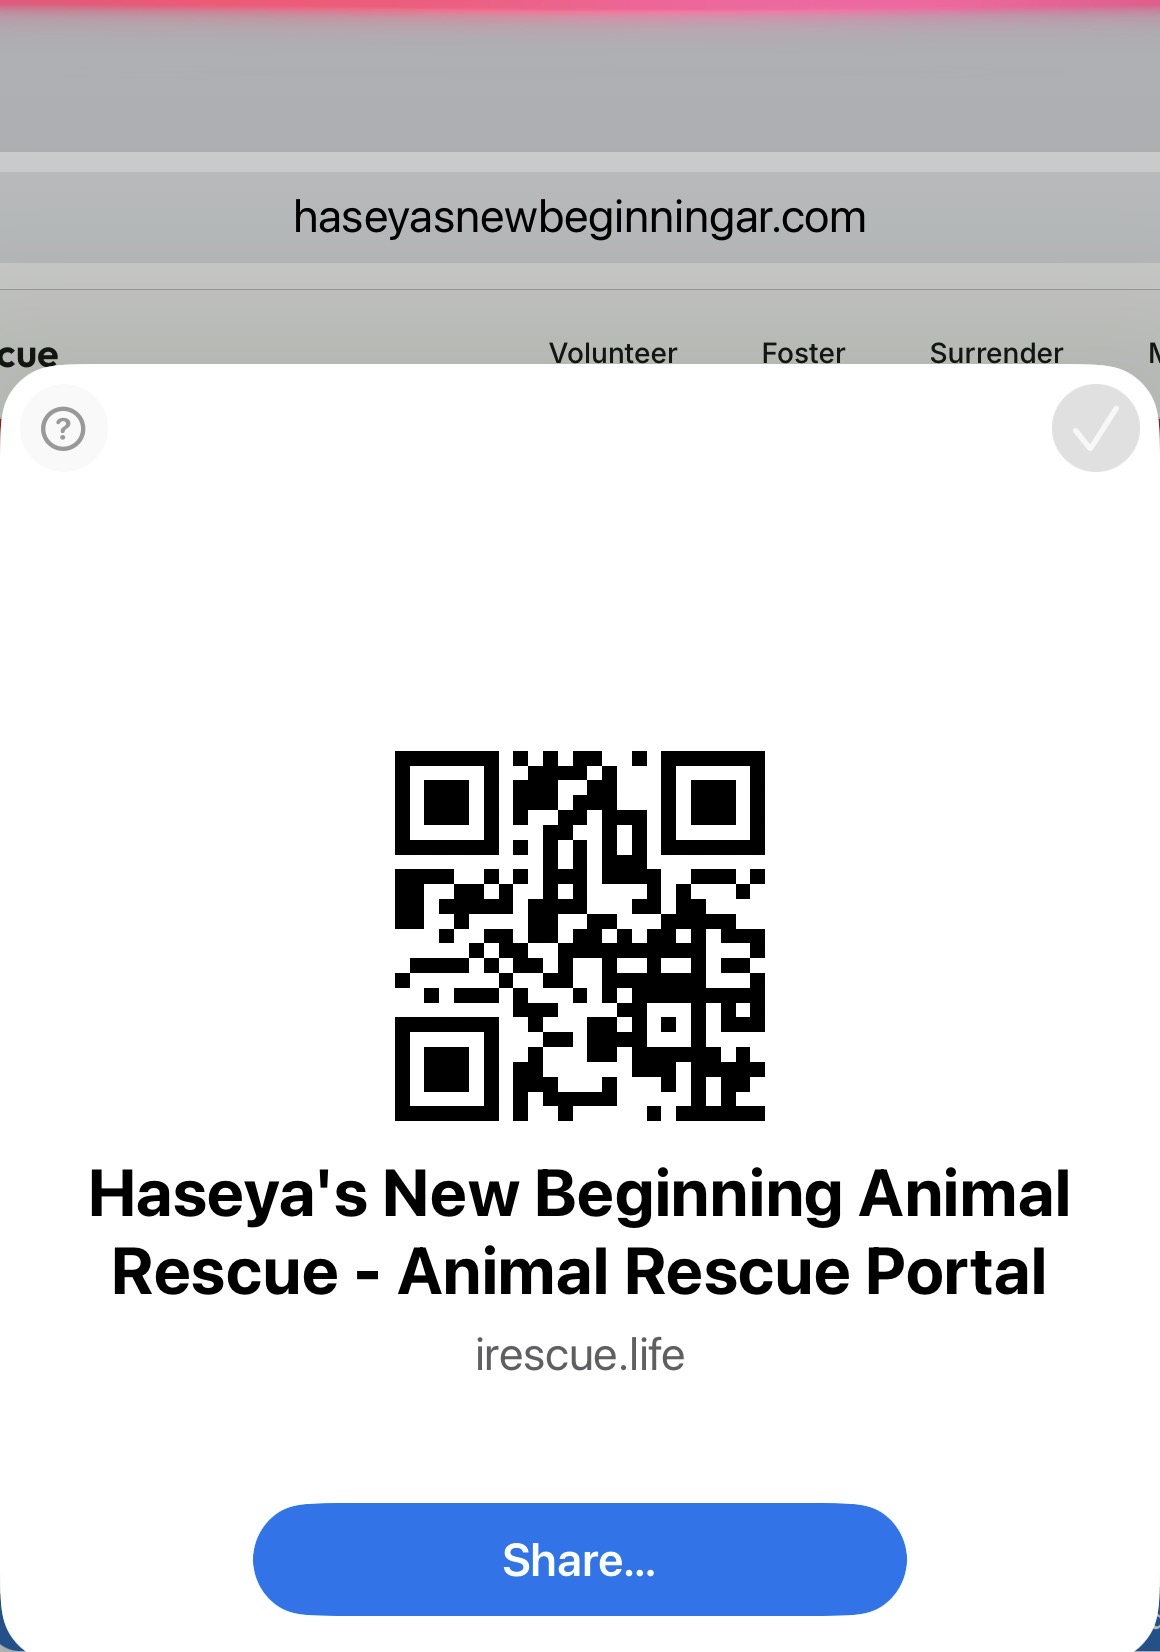 haseyasnewbeginningar.com
cue Volunteer Foster Surrender M
?
Haseya's New Beginning Animal
Rescue - Animal Rescue Portal
irescue.life
Share...